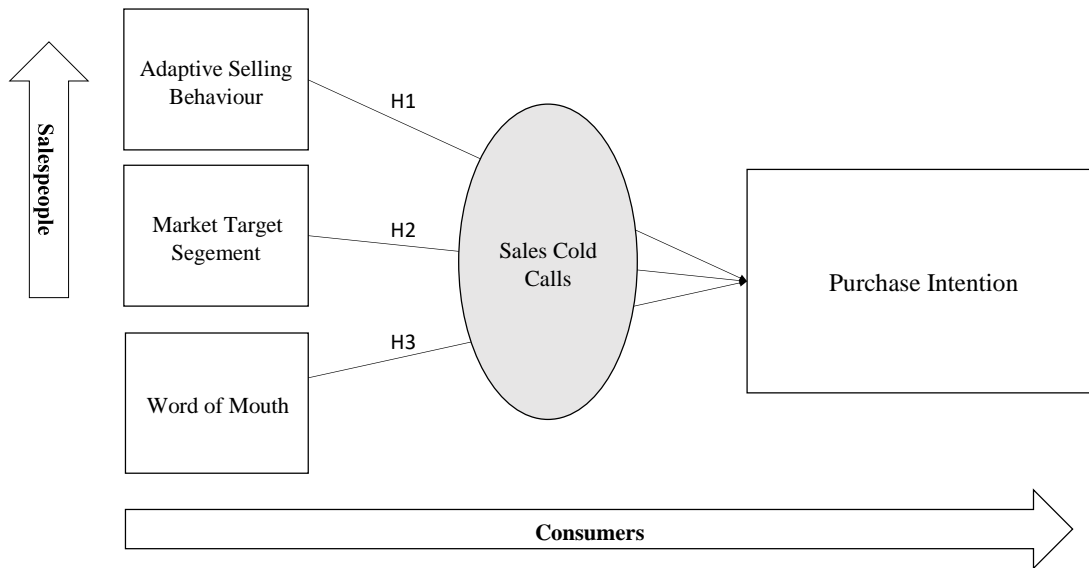 Adaptive Selling
Behaviour
H1
Salespeople
Market Target
Segement
H2
Sales Cold
Calls
Purchase Intention
H3
Word of Mouth
Consumers